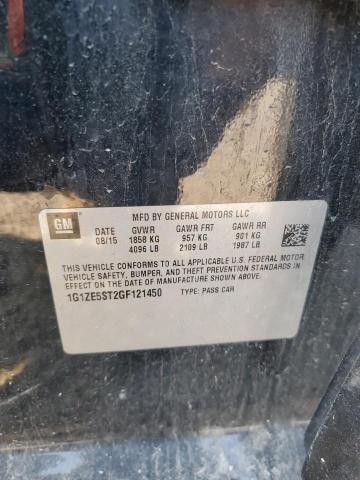 MFD BY GENERAL MOTORS LLC
GM DATE GVWR GAWR FRT GAWR RR
08/15 1858 KG 957 KG 901 KG
4096 LB 2109 LB 1987 LB
THIS VEHICLE CONFORMS TO ALL APPLICABLE U.S. FEDERAL MOTOR
VEHICLE SAFETY, BUMPER, AND THEFT PREVENTION STANDARDS IN
EFFECT ON THE DATE OF MANUFACTURE SHOWN ABOVE.
1G1ZE5ST2GF121450 TYPE: PASS CAR